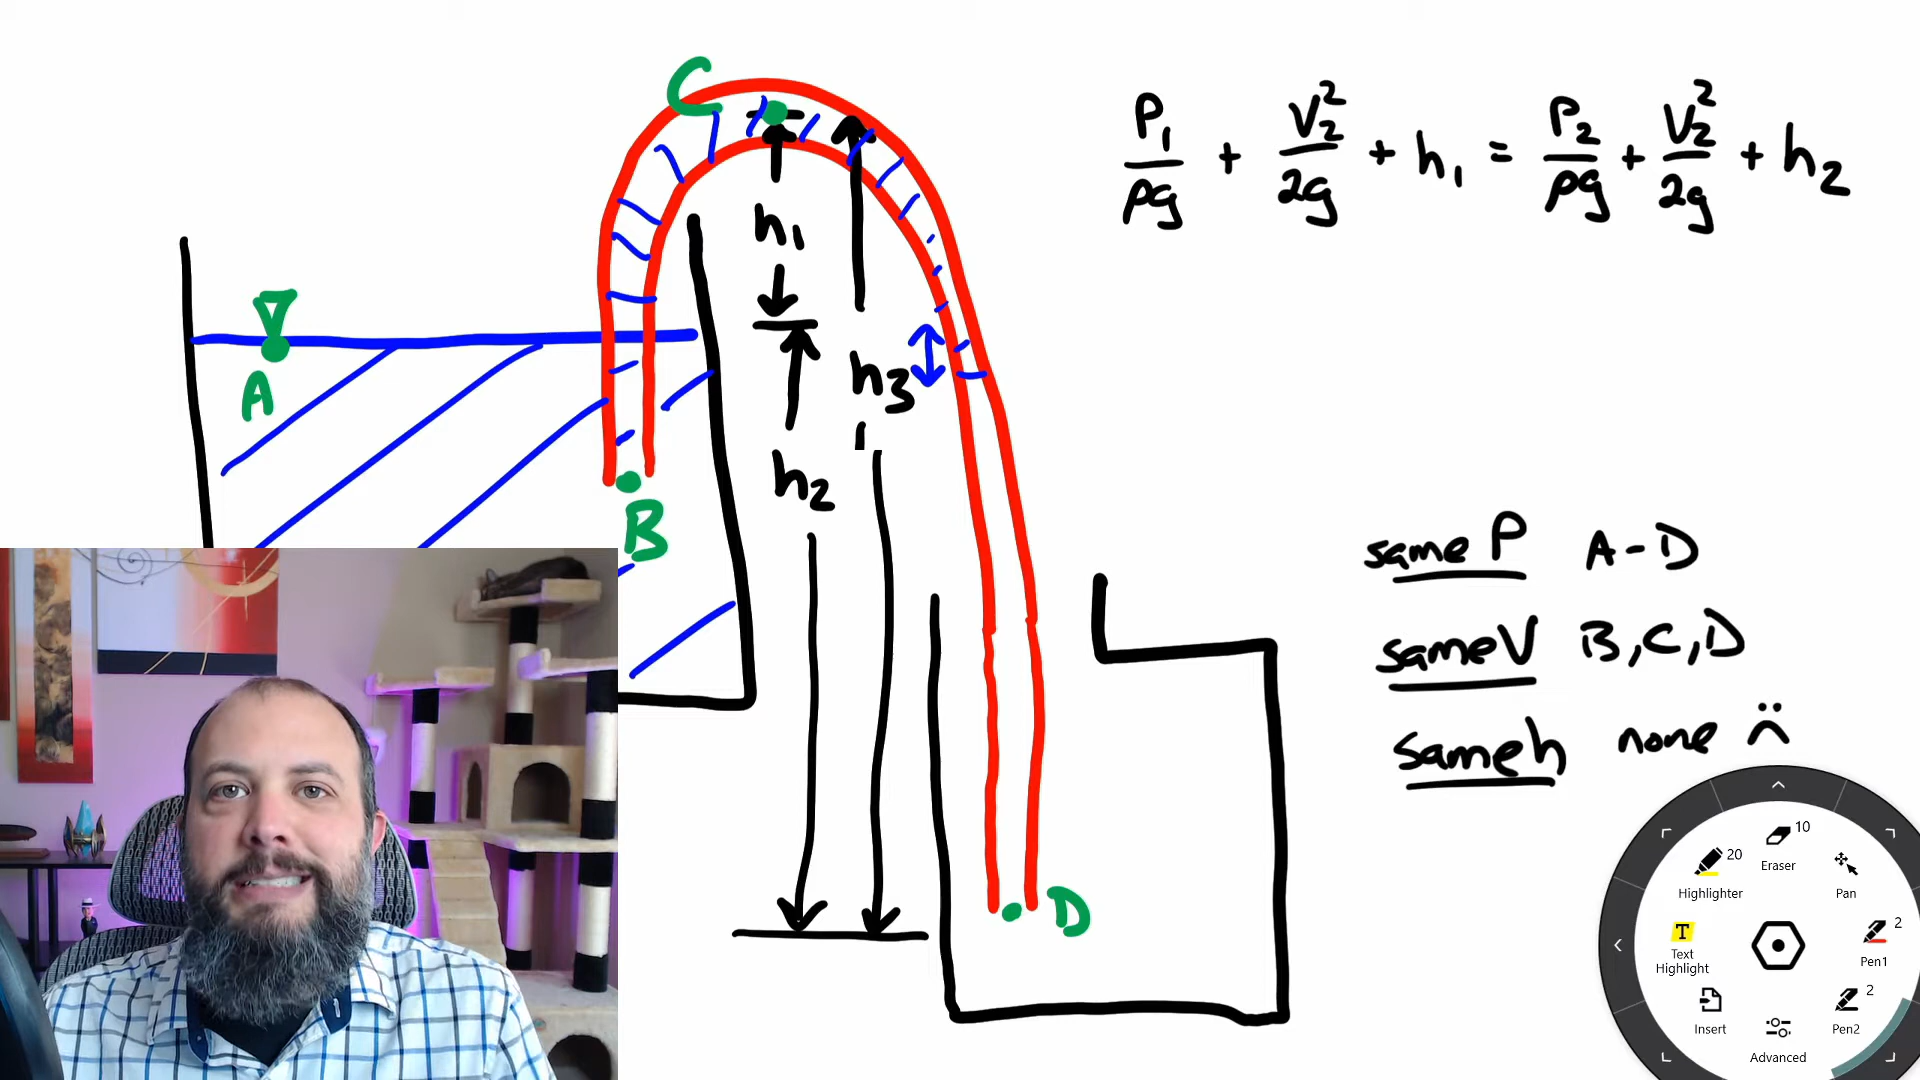 C
P₁/ρg + V₂²/2g + h₁ = P₂/ρg + V₂²/2g + h₂
h₁
A
h₃
h₂
B
same P A-D
same V B,C,D
same h none ☹
D
10
Eraser
20
Highlighter
Pan
T
Text
Highlight
2
Pen1
Insert
2
Pen2
Advanced